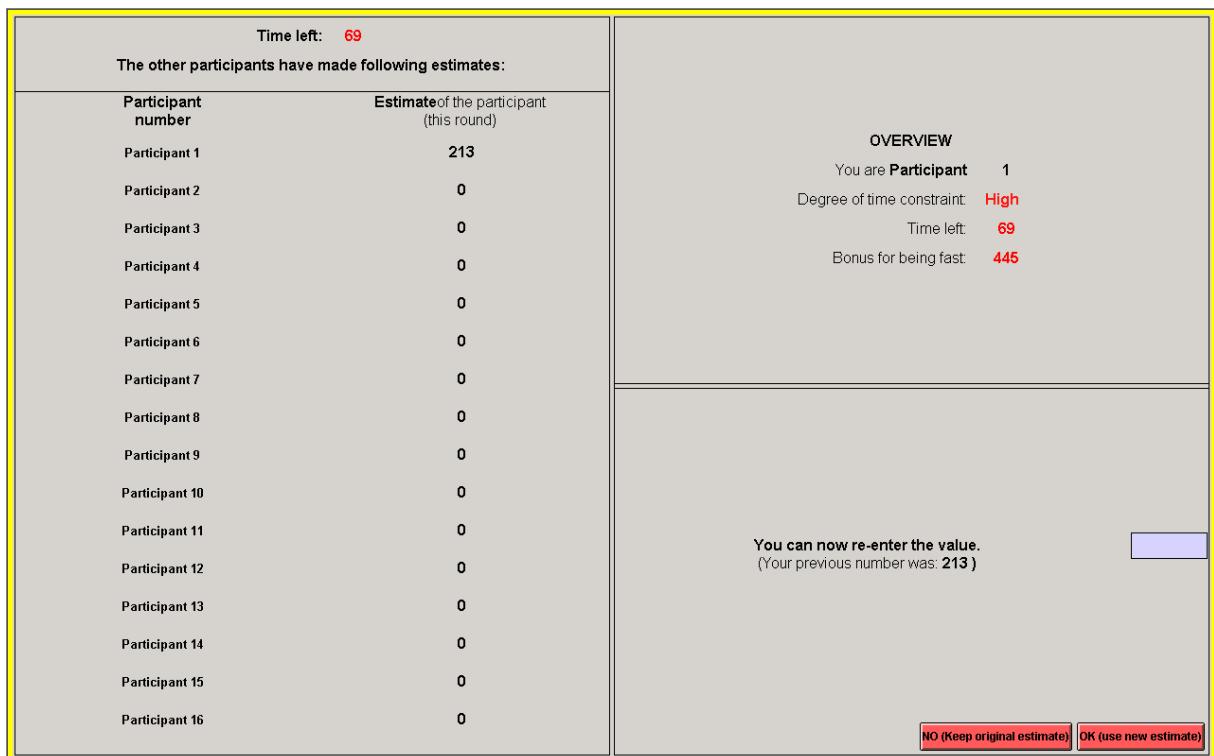 Time left: 69
The other participants have made following estimates:
Participant number
Estimate of the participant (this round)
Participant 1 213
Participant 2 0
Participant 3 0
Participant 4 0
Participant 5 0
Participant 6 0
Participant 7 0
Participant 8 0
Participant 9 0
Participant 10 0
Participant 11 0
Participant 12 0
Participant 13 0
Participant 14 0
Participant 15 0
Participant 16 0
OVERVIEW
You are Participant 1
Degree of time constraint: High
Time left: 69
Bonus for being fast: 445
You can now re-enter the value.
(Your previous number was: 213 )
NO (Keep original estimate) OK (use new estimate)